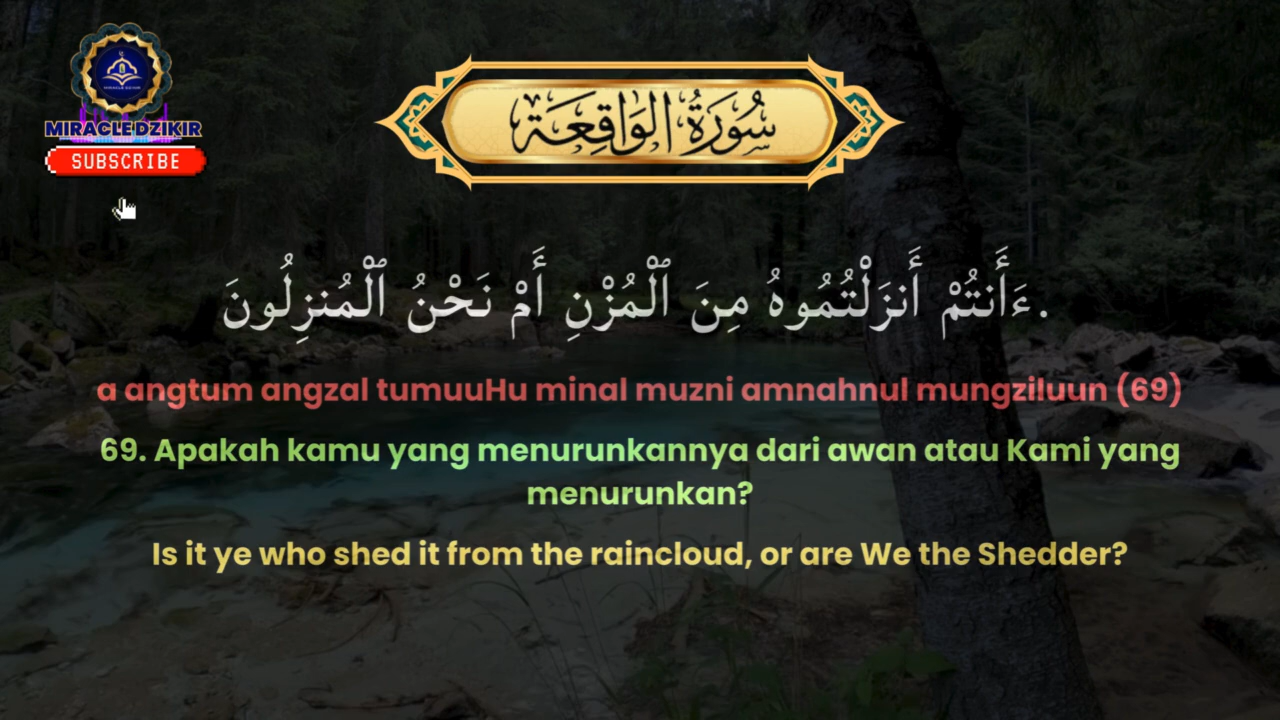 MIRACLE DZIKIR
MIRACLE DZIKIR
SUBSCRIBE
سُورَةُ الوَاقِعَة
.ءَأَنتُمْ أَنزَلْتُمُوهُ مِنَ ٱلْمُزْنِ أَمْ نَحْنُ ٱلْمُنزِلُونَ
a angtum angzal tumuuHu minal muzni amnahnul mungziluun (69)
69. Apakah kamu yang menurunkannya dari awan atau Kami yang
menurunkan?
Is it ye who shed it from the raincloud, or are We the Shedder?